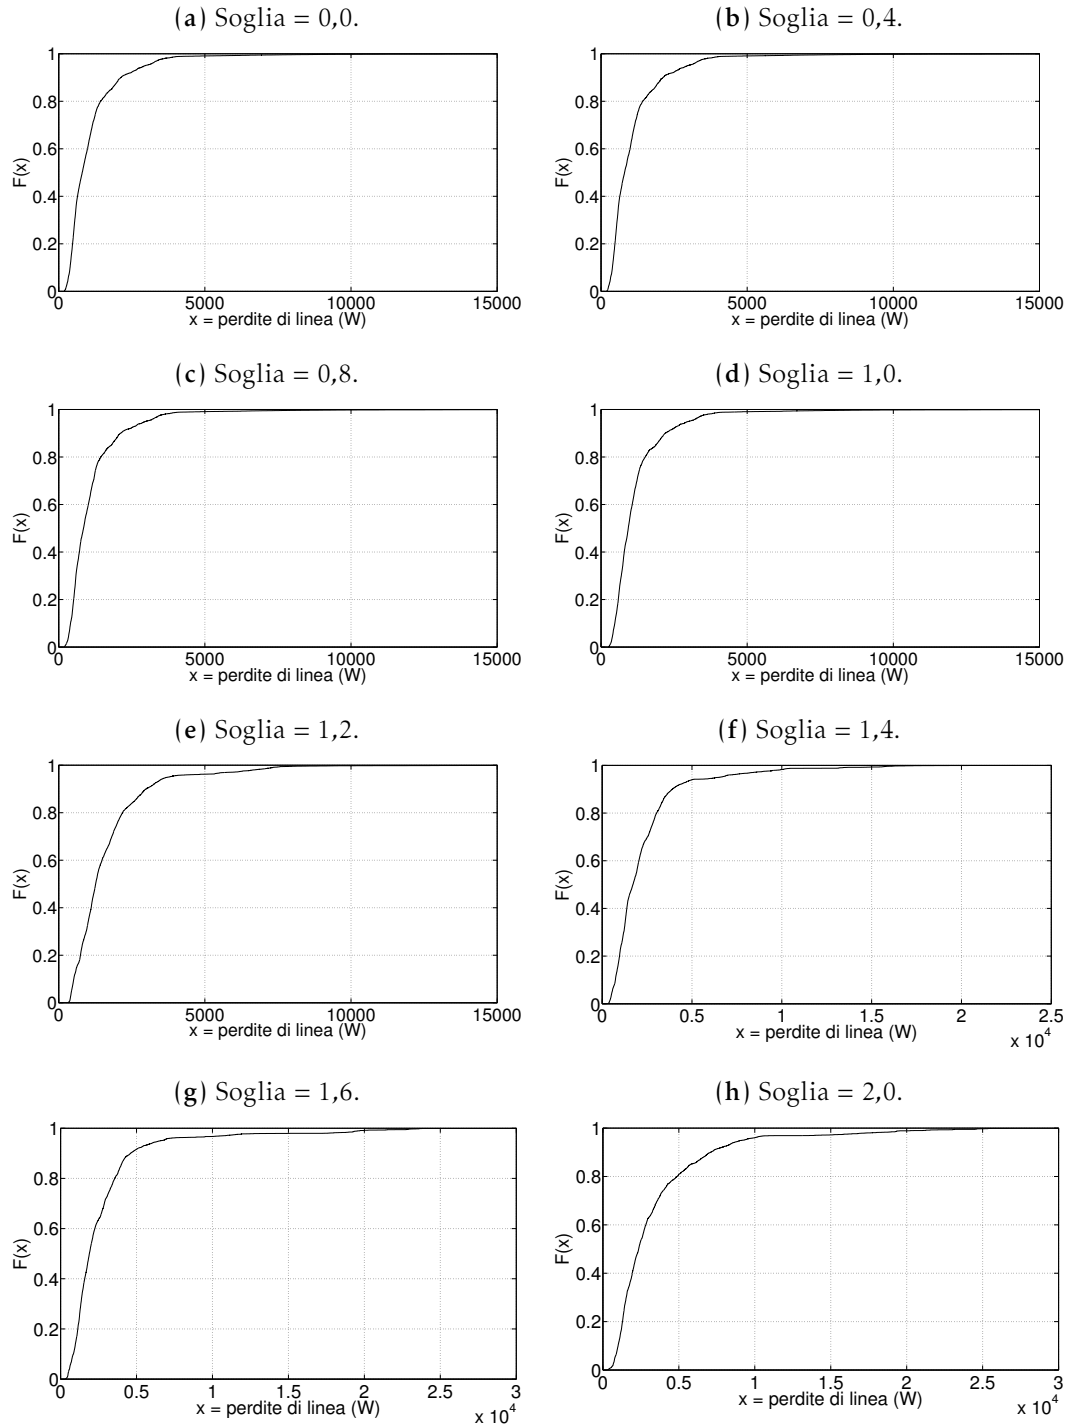 (a) Soglia = 0,0.
1
0.8
0.6
0.4
0.2
0
F(x)
0 5000 10000 15000
x = perdite di linea (W)
(b) Soglia = 0,4.
1
0.8
0.6
0.4
0.2
0
F(x)
0 5000 10000 15000
x = perdite di linea (W)
(c) Soglia = 0,8.
1
0.8
0.6
0.4
0.2
0
F(x)
0 5000 10000 15000
x = perdite di linea (W)
(d) Soglia = 1,0.
1
0.8
0.6
0.4
0.2
0
F(x)
0 5000 10000 15000
x = perdite di linea (W)
(e) Soglia = 1,2.
1
0.8
0.6
0.4
0.2
0
F(x)
0 5000 10000 15000
x = perdite di linea (W)
(f) Soglia = 1,4.
1
0.8
0.6
0.4
0.2
0
F(x)
0 0.5 1 1.5 2 2.5
x = perdite di linea (W)
x 10⁴
(g) Soglia = 1,6.
1
0.8
0.6
0.4
0.2
0
F(x)
0 0.5 1 1.5 2 2.5 3
x = perdite di linea (W)
x 10⁴
(h) Soglia = 2,0.
1
0.8
0.6
0.4
0.2
0
F(x)
0 0.5 1 1.5 2 2.5 3
x = perdite di linea (W)
x 10⁴